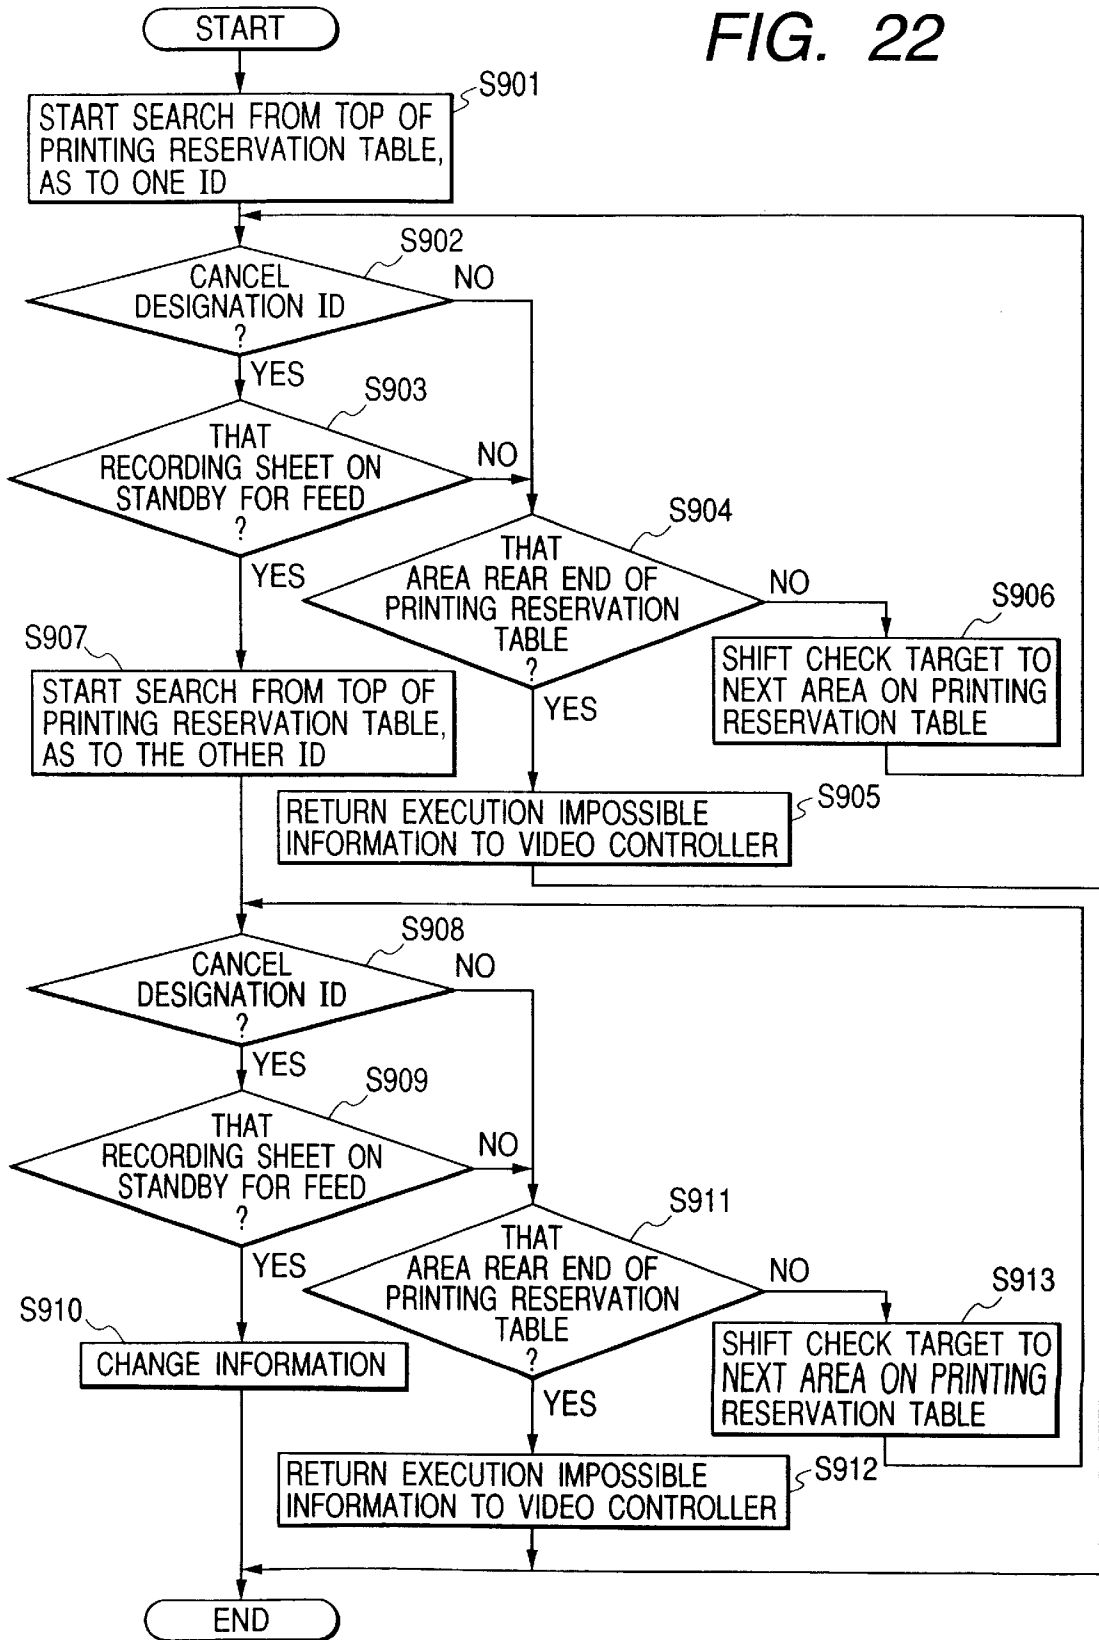 FIG. 22
START
S901
START SEARCH FROM TOP OF
PRINTING RESERVATION TABLE,
AS TO ONE ID
S902
CANCEL
DESIGNATION ID
?
NO
YES
S903
THAT
RECORDING SHEET ON
STANDBY FOR FEED
?
NO
YES
S904
THAT
AREA REAR END OF
PRINTING RESERVATION
TABLE
?
NO
YES
S906
SHIFT CHECK TARGET TO
NEXT AREA ON PRINTING
RESERVATION TABLE
S907
START SEARCH FROM TOP OF
PRINTING RESERVATION TABLE,
AS TO THE OTHER ID
S905
RETURN EXECUTION IMPOSSIBLE
INFORMATION TO VIDEO CONTROLLER
S908
CANCEL
DESIGNATION ID
?
NO
YES
S909
THAT
RECORDING SHEET ON
STANDBY FOR FEED
?
NO
YES
S911
THAT
AREA REAR END OF
PRINTING RESERVATION
TABLE
?
NO
YES
S913
SHIFT CHECK TARGET TO
NEXT AREA ON PRINTING
RESERVATION TABLE
S910
CHANGE INFORMATION
S912
RETURN EXECUTION IMPOSSIBLE
INFORMATION TO VIDEO CONTROLLER
END